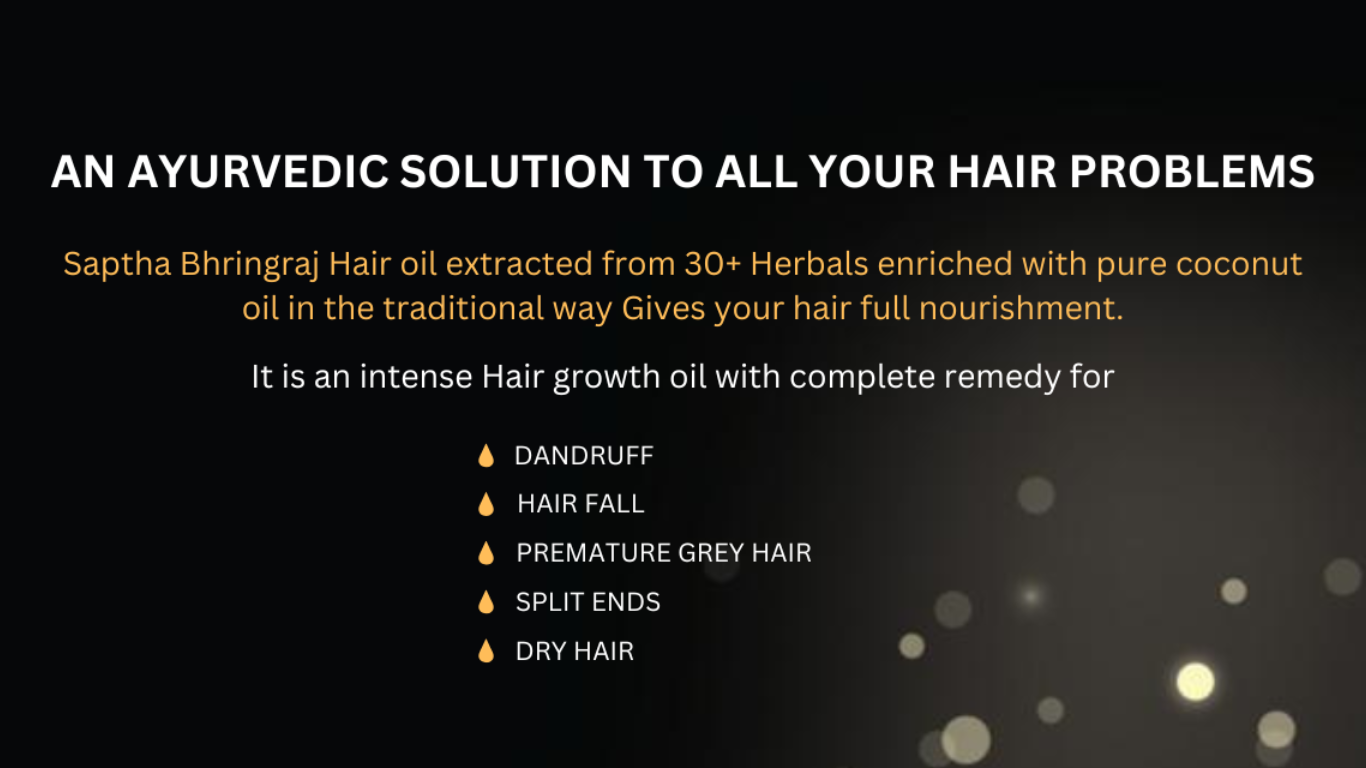 AN AYURVEDIC SOLUTION TO ALL YOUR HAIR PROBLEMS
Saptha Bhringraj Hair oil extracted from 30+ Herbals enriched with pure coconut
oil in the traditional way Gives your hair full nourishment.
It is an intense Hair growth oil with complete remedy for
DANDRUFF
HAIR FALL
PREMATURE GREY HAIR
SPLIT ENDS
DRY HAIR